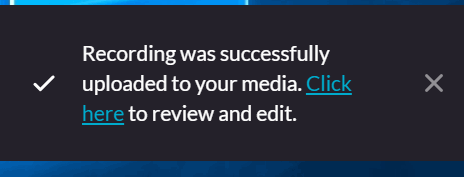 Recording was successfully
uploaded to your media. Click
here to review and edit.